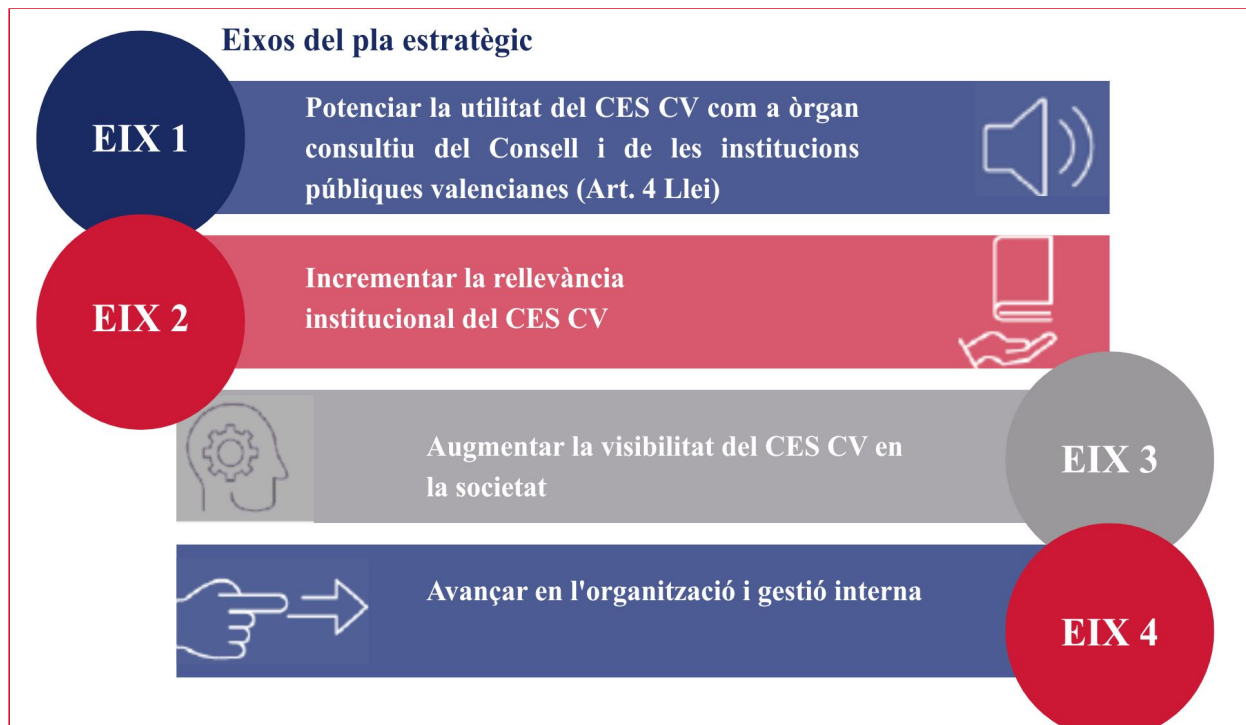 Eixos del pla estratègic
EIX 1
Potenciar la utilitat del CES CV com a òrgan
consultiu del Consell i de les institucions
públiques valencianes (Art. 4 Llei)
EIX 2
Incrementar la rellevància
institucional del CES CV
Augmentar la visibilitat del CES CV en
la societat
EIX 3
Avançar en l'organització i gestió interna
EIX 4